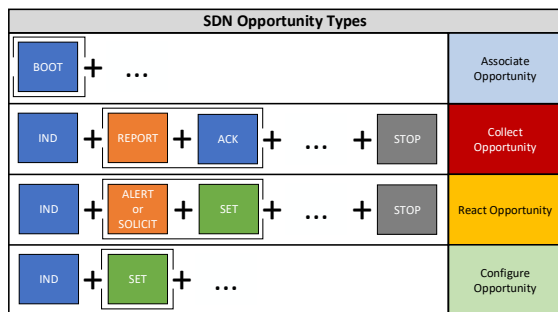 SDN Opportunity Types
BOOT + ... Associate
Opportunity
IND + REPORT + ACK + ... + STOP Collect
Opportunity
IND + ALERT
or
SOLICIT + SET + ... + STOP React Opportunity
IND + SET + ... Configure
Opportunity